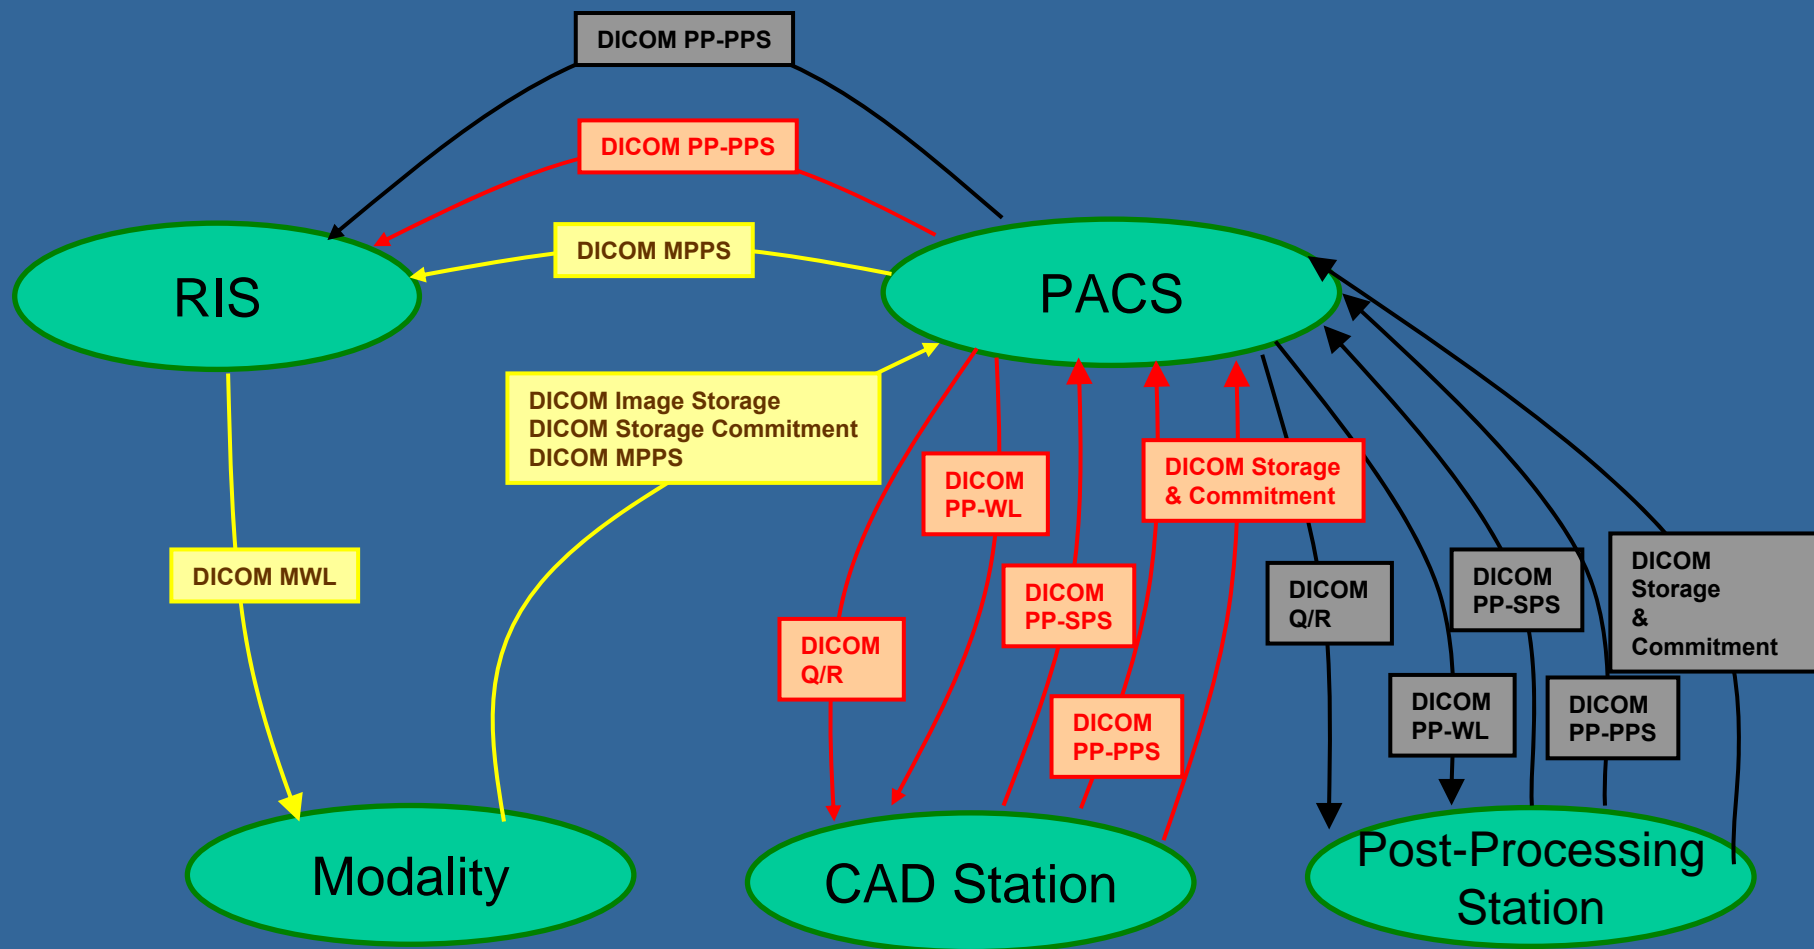 DICOM PP-PPS
DICOM PP-PPS
DICOM MPPS
RIS
PACS
DICOM Image Storage
DICOM Storage Commitment
DICOM MPPS
DICOM
PP-WL
DICOM Storage
& Commitment
DICOM MWL
DICOM
Q/R
DICOM
PP-SPS
DICOM
PP-PPS
DICOM
Q/R
DICOM
PP-WL
DICOM
PP-SPS
DICOM
PP-PPS
DICOM
Storage
&
Commitment
Modality
CAD Station
Post-Processing
Station